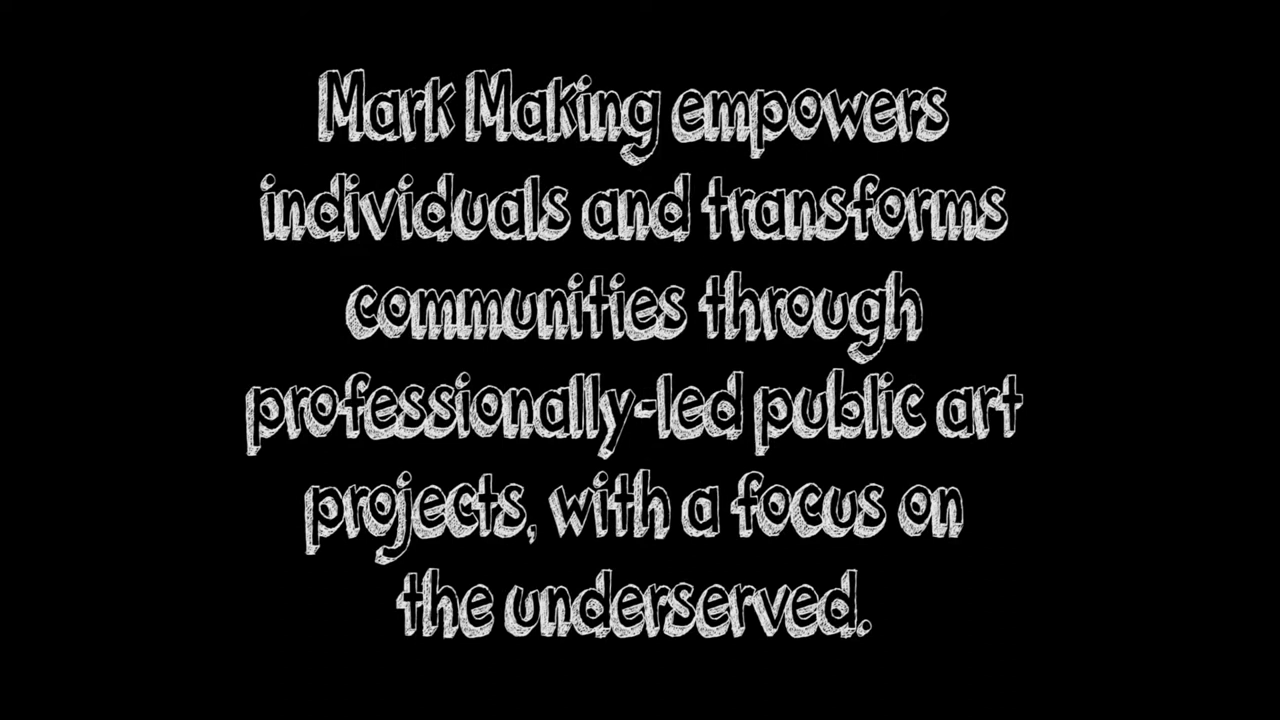 Mark Making empowers
individuals and transforms
communities through
professionally-led public art
projects, with a focus on
the underserved.